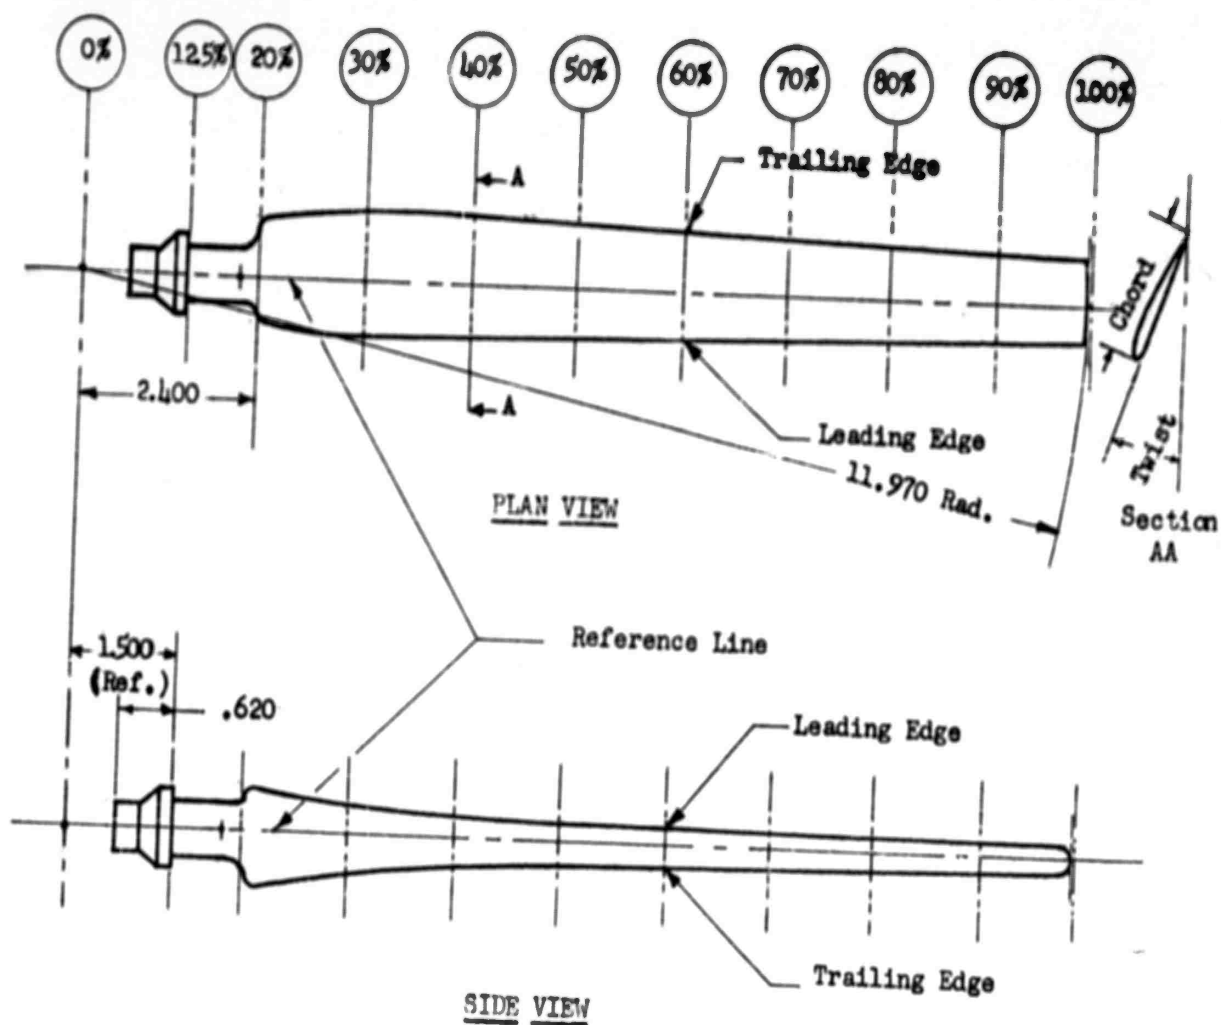 0%
12.5%
20%
30%
40%
50%
60%
70%
80%
90%
100%
Trailing Edge
A
Chord
2.400
A
Leading Edge
11.970 Rad.
Twist
PLAN VIEW
Section
AA
Reference Line
1.500
(Ref.)
.620
Leading Edge
Trailing Edge
SIDE VIEW